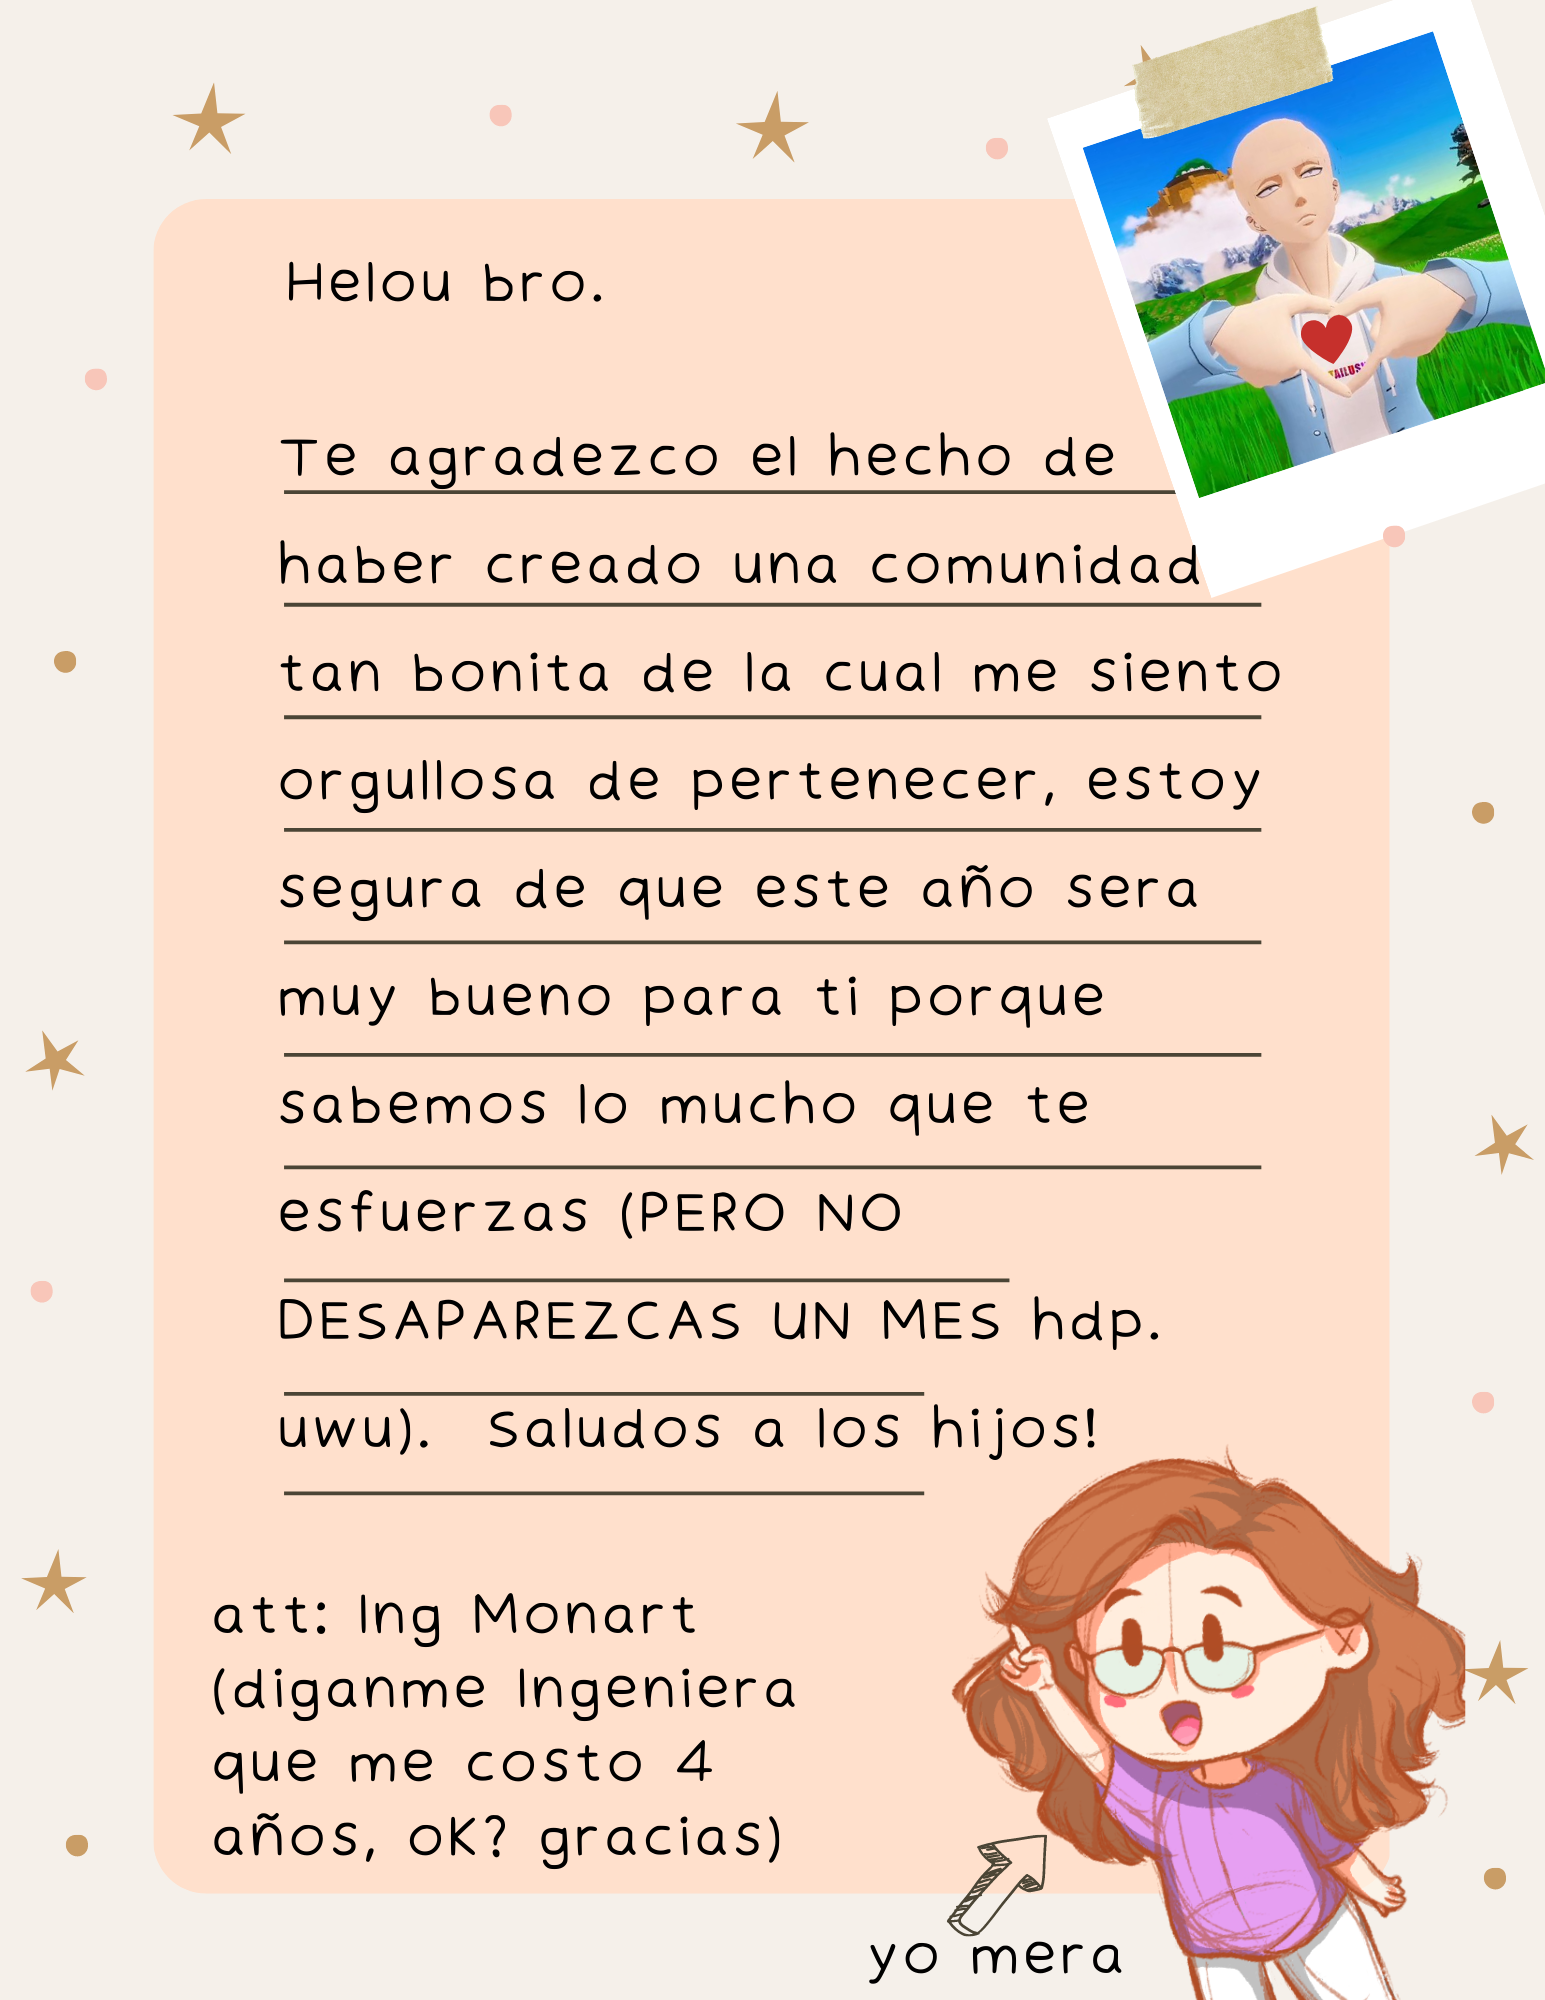 Helou bro.
Te agradezco el hecho de
haber creado una comunidad
tan bonita de la cual me siento
orgullosa de pertenecer, estoy
segura de que este año sera
muy bueno para ti porque
sabemos lo mucho que te
esfuerzas (PERO NO
DESAPAREZCAS UN MES hdp.
uwu).  Saludos a los hijos!
att: Ing Monart
(diganme Ingeniera
que me costo 4
años, oK? gracias)
yo mera